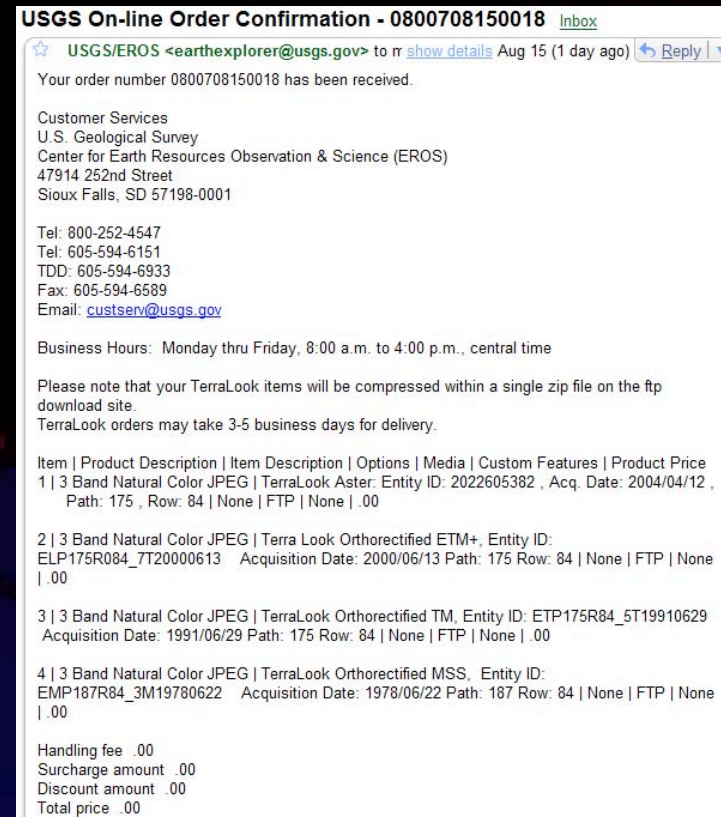 USGS On-line Order Confirmation - 0800708150018 Inbox
USGS/EROS <earthexplorer@usgs.gov> to show details Aug 15 (1 day ago) Reply
Your order number 0800708150018 has been received.
Customer Services
U.S. Geological Survey
Center for Earth Resources Observation & Science (EROS)
47914 252nd Street
Sioux Falls, SD 57198-0001
Tel: 800-252-4547
Tel: 605-594-6151
TDD: 605-594-6933
Fax: 605-594-6589
Email: custserv@usgs.gov
Business Hours: Monday thru Friday, 8:00 a.m. to 4:00 p.m., central time
Please note that your TerraLook items will be compressed within a single zip file on the ftp
download site.
TerraLook orders may take 3-5 business days for delivery.
Item | Product Description | Item Description | Options | Media | Custom Features | Product Price
1 | 3 Band Natural Color JPEG | TerraLook Aster: Entity ID: 2022605382 , Acq. Date: 2004/04/12 ,
Path: 175 , Row: 84 | None | FTP | None | .00
2 | 3 Band Natural Color JPEG | Terra Look Orthorectified ETM+, Entity ID:
ELP175R084_7T20000613 Acquisition Date: 2000/06/13 Path: 175 Row: 84 | None | FTP | None
| .00
3 | 3 Band Natural Color JPEG | TerraLook Orthorectified TM, Entity ID: ETP175R84_5T19910629
Acquisition Date: 1991/06/29 Path: 175 Row: 84 | None | FTP | None | .00
4 | 3 Band Natural Color JPEG | TerraLook Orthorectified MSS, Entity ID:
EMP187R84_3M19780622 Acquisition Date: 1978/06/22 Path: 187 Row: 84 | None | FTP | None
| .00
Handling fee .00
Surcharge amount .00
Discount amount .00
Total price .00